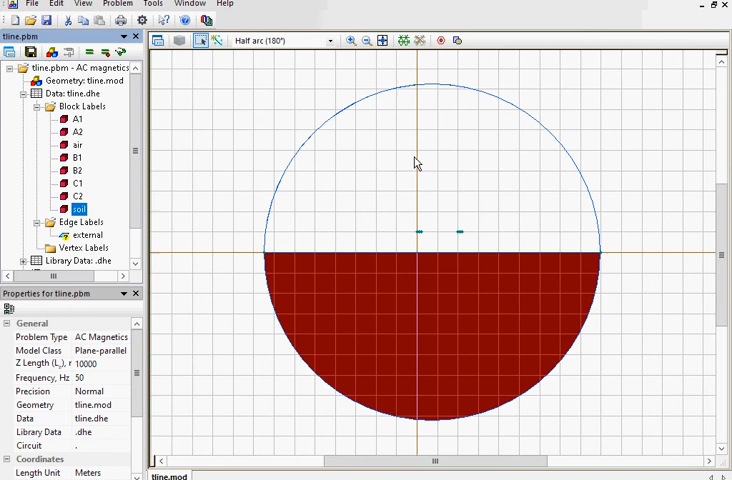 File Edit View Problem Tools Window Help
tline.pbm
Half arc (180°)
tline.pbm - AC magnetics
Geometry: tline.mod
Data: tline.dhe
Block Labels
A1
A2
air
B1
B2
C1
C2
soil
Edge Labels
external
Vertex Labels
Library Data: .dhe
Properties for tline.pbm
General
Problem Type AC Magnetics
Model Class Plane-parallel
Z Length (Lz), r 10000
Frequency, Hz 50
Precision Normal
Geometry tline.mod
Data tline.dhe
Library Data .dhe
Circuit .
Coordinates
Length Unit Meters
tline.mod